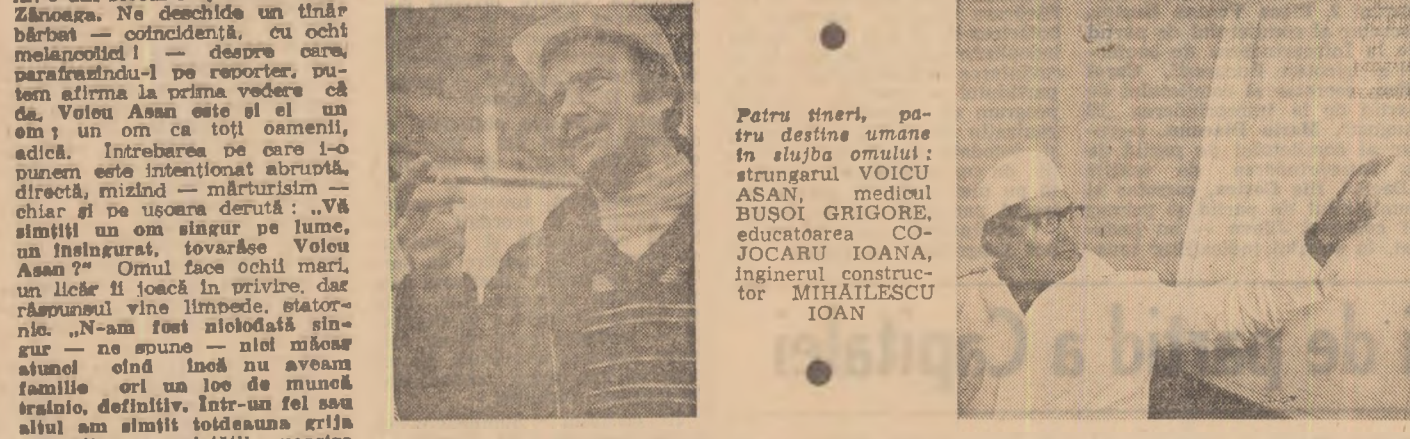 Zănoaga. Ne deschide un tînăr
bărbat — coincidență, cu ochi
melancolici ! — despre care,
parafrazindu-l pe reporter, pu-
tem afirma la prima vedere că
da, Voicu Asan este și el un
om ; un om ca toți oamenii,
adică. Intrebarea pe care i-o
punem este intenționat abruptă,
directă, mizînd — mărturisim —
chiar și pe ușoara derută : „Vă
simțiți un om singur pe lume,
un însingurat, tovarășe Voicu
Asan ?“ Omul face ochii mari,
un licăr îi joacă în privire, dar
răspunsul vine limpede, stator-
nic. „N-am fost niciodată sin-
gur — ne spune — nici măcar
atunci cînd încă nu aveam
familie ori un loc de muncă
trainic, definitiv. Într-un fel sau
altul am simțit totdeauna grija
Patru tineri, pa-
tru destine umane
în slujba omului :
strungarul VOICU
ASAN, medicul
BUȘOI GRIGORE,
educatoarea CO-
JOCARU IOANA,
inginerul construc-
tor MIHĂILESCU
IOAN
de partid a Capitalei